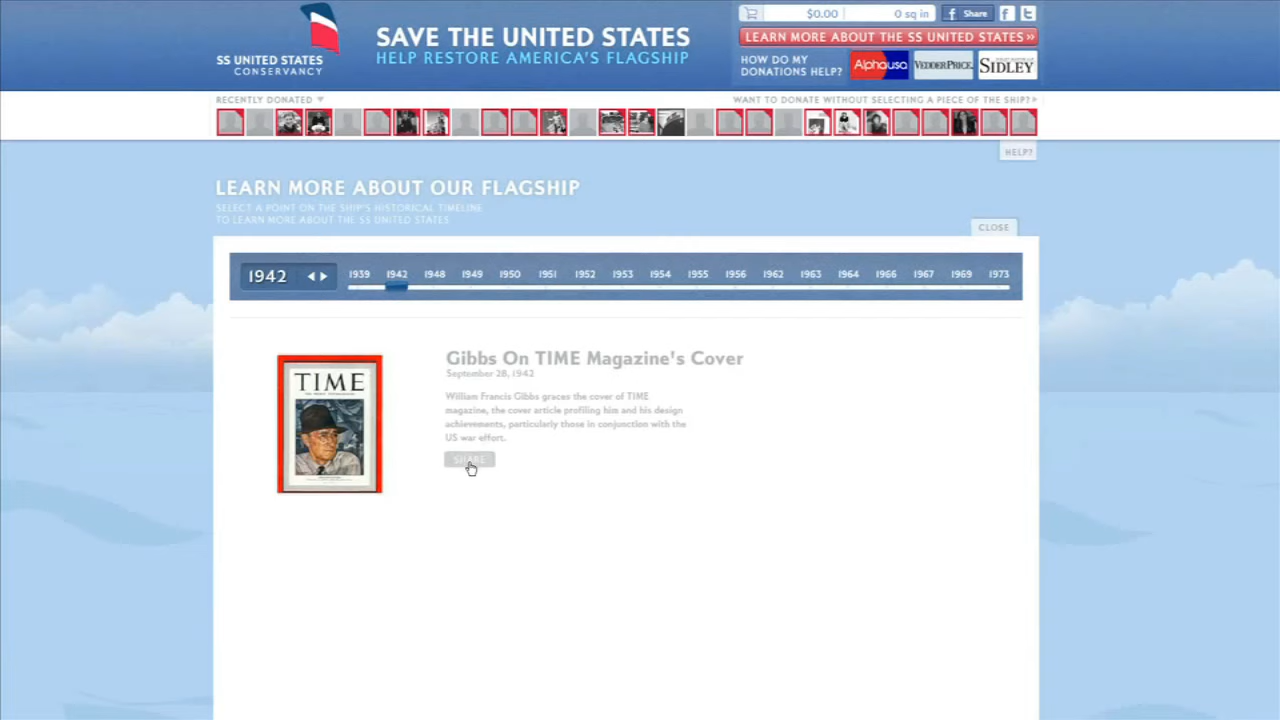 SS UNITED STATES
CONSERVANCY
SAVE THE UNITED STATES
HELP RESTORE AMERICA'S FLAGSHIP
$0.00
0 sq in
f Share
f
t
LEARN MORE ABOUT THE SS UNITED STATES »
HOW DO MY
DONATIONS HELP?
Alphausa
VEDDERPRICE.
SIDLEY
RECENTLY DONATED
WANT TO DONATE WITHOUT SELECTING A PIECE OF THE SHIP? »
HELP?
LEARN MORE ABOUT OUR FLAGSHIP
SELECT A POINT ON THE SHIP'S HISTORICAL TIMELINE
TO LEARN MORE ABOUT THE SS UNITED STATES
CLOSE
1942
1939 1942 1948 1949 1950 1951 1952 1953 1954 1955 1956 1962 1963 1964 1966 1967 1969 1973
TIME
Gibbs On TIME Magazine's Cover
September 28, 1942
William Francis Gibbs graces the cover of TIME
magazine, the cover article profiling him and his design
achievements, particularly those in conjunction with the
US war effort.
SHARE